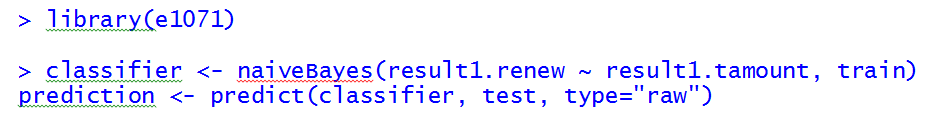 > library(e1071)
> classifier <- naiveBayes(result1.renew ~ result1.tamount, train)
prediction <- predict(classifier, test, type="raw")